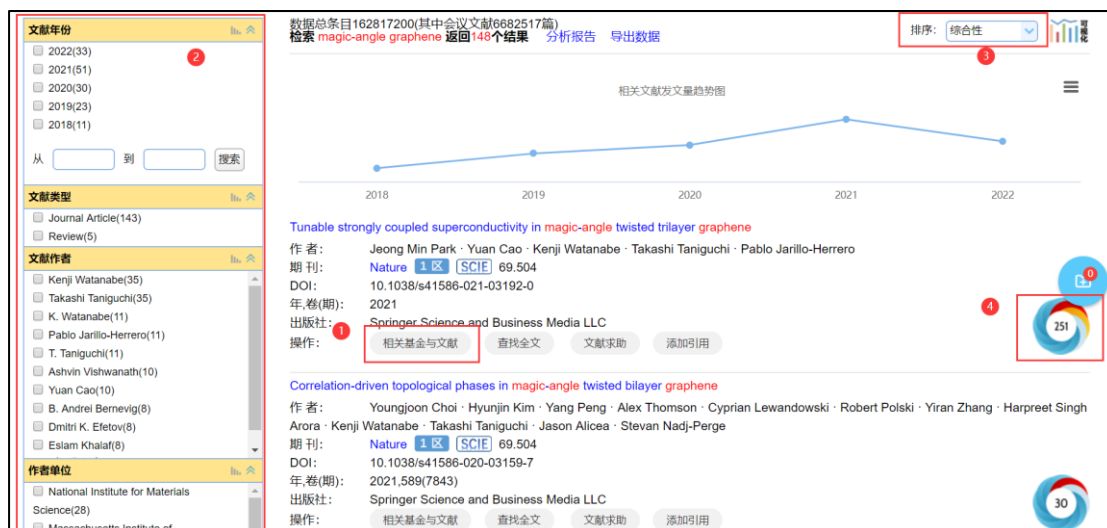 文献年份
2022(33)
2
2021(51)
2020(30)
2019(23)
2018(11)
从 到 搜索
文献类型
Journal Article(143)
Review(5)
文献作者
Kenji Watanabe(35)
Takashi Taniguchi(35)
K. Watanabe(11)
Pablo Jarillo-Herrero(11)
T. Taniguchi(11)
Ashvin Vishwanath(10)
Yuan Cao(10)
B. Andrei Bernevig(8)
Dmitri K. Efetov(8)
Eslam Khalaf(8)
作者单位
National Institute for Materials
Science(28)
Massachusetts Institute of
数据总条目162817200(其中会议文献6682517篇)
检索 magic-angle graphene 返回148个结果 分析报告 导出数据
排序: 综合性
可视化
3
相关文献发文量趋势图
2018 2019 2020 2021 2022
Tunable strongly coupled superconductivity in magic-angle twisted trilayer graphene
作 者: Jeong Min Park · Yuan Cao · Kenji Watanabe · Takashi Taniguchi · Pablo Jarillo-Herrero
期 刊: Nature 1 区 SCIE 69.504
0
DOI: 10.1038/s41586-021-03192-0
年,卷(期): 2021
4
出版社: Springer Science and Business Media LLC
1
251
操作: 相关基金与文献 查找全文 文献求助 添加引用
Correlation-driven topological phases in magic-angle twisted bilayer graphene
作 者: Youngjoon Choi · Hyunjin Kim · Yang Peng · Alex Thomson · Cyprian Lewandowski · Robert Polski · Yiran Zhang · Harpreet Singh
Arora · Kenji Watanabe · Takashi Taniguchi · Jason Alicea · Stevan Nadj-Perge
期 刊: Nature 1 区 SCIE 69.504
DOI: 10.1038/s41586-020-03159-7
年,卷(期): 2021,589(7843)
出版社: Springer Science and Business Media LLC
30
操作: 相关基金与文献 查找全文 文献求助 添加引用